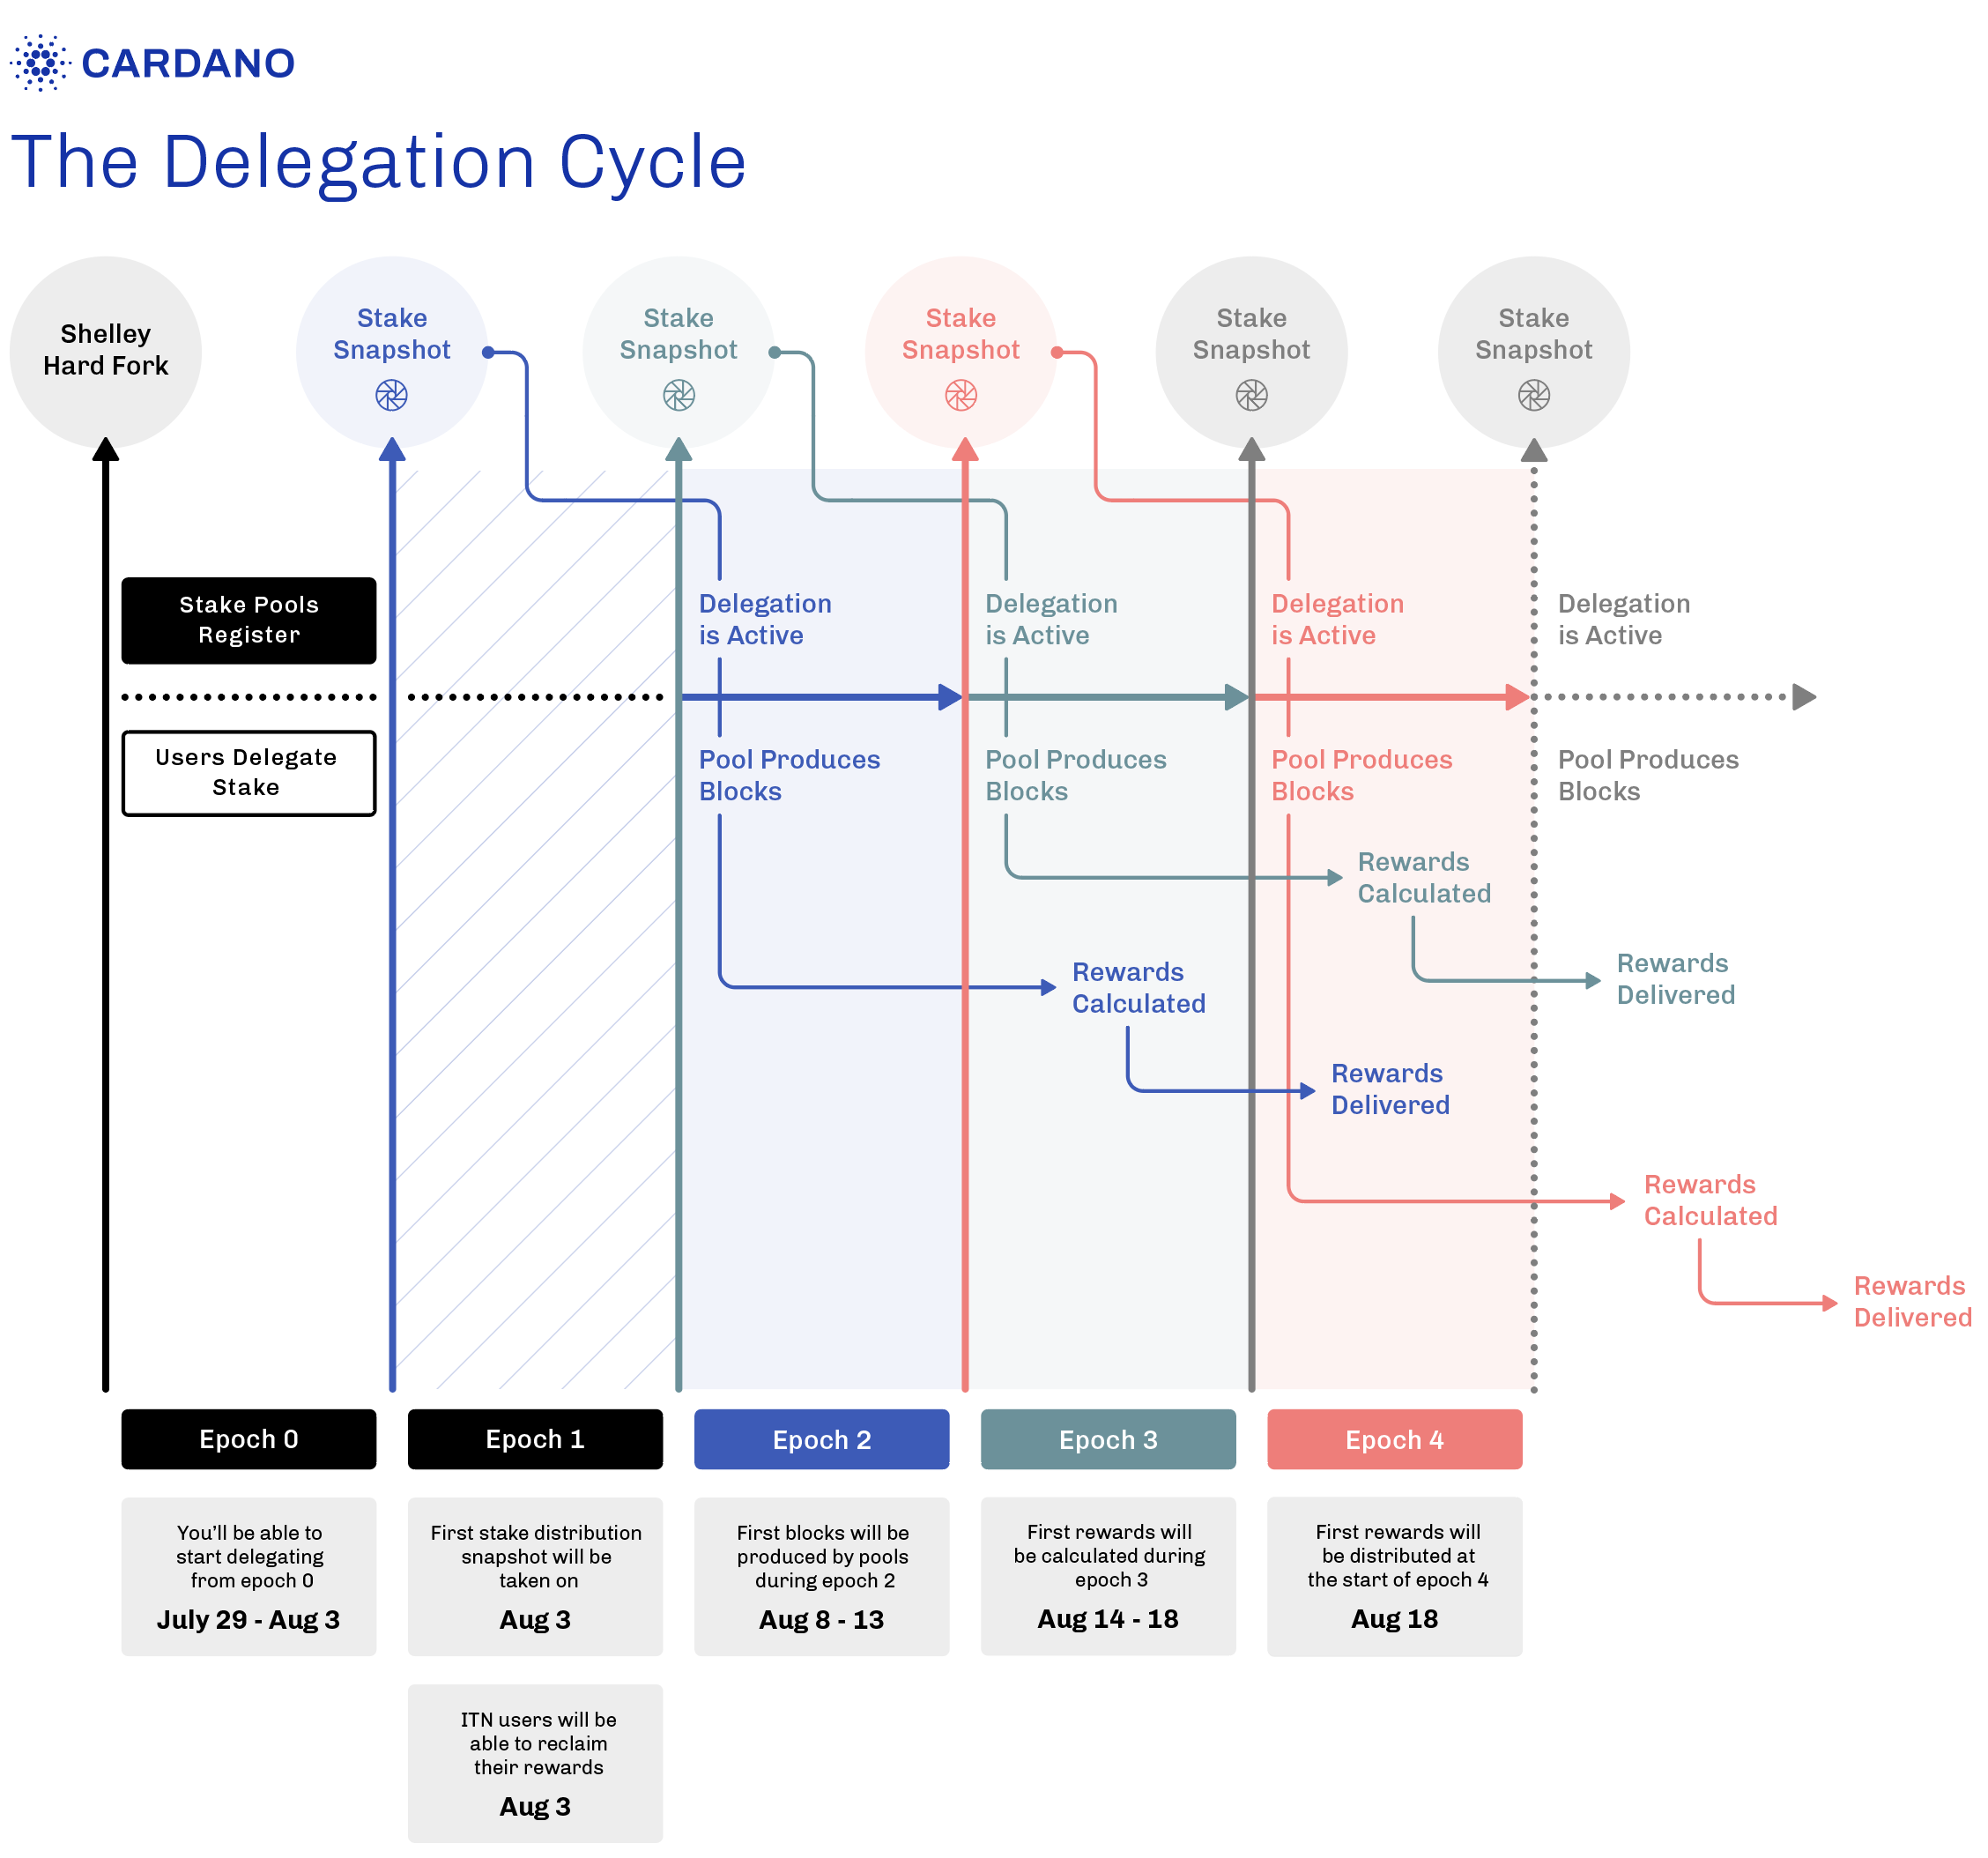 CARDANO
The Delegation Cycle
Shelley
Hard Fork
Stake
Snapshot
Stake
Snapshot
Stake
Snapshot
Stake
Snapshot
Stake
Snapshot
Stake Pools
Register
Users Delegate
Stake
Delegation
is Active
Delegation
is Active
Delegation
is Active
Delegation
is Active
Pool Produces
Blocks
Pool Produces
Blocks
Pool Produces
Blocks
Pool Produces
Blocks
Rewards
Calculated
Rewards
Delivered
Rewards
Calculated
Rewards
Delivered
Rewards
Calculated
Rewards
Delivered
Epoch 0
Epoch 1
Epoch 2
Epoch 3
Epoch 4
You’ll be able to
start delegating
from epoch 0
July 29 - Aug 3
First stake distribution
snapshot will be
taken on
Aug 3
First blocks will be
produced by pools
during epoch 2
Aug 8 - 13
First rewards will
be calculated during
epoch 3
Aug 14 - 18
First rewards will
be distributed at
the start of epoch 4
Aug 18
ITN users will be
able to reclaim
their rewards
Aug 3